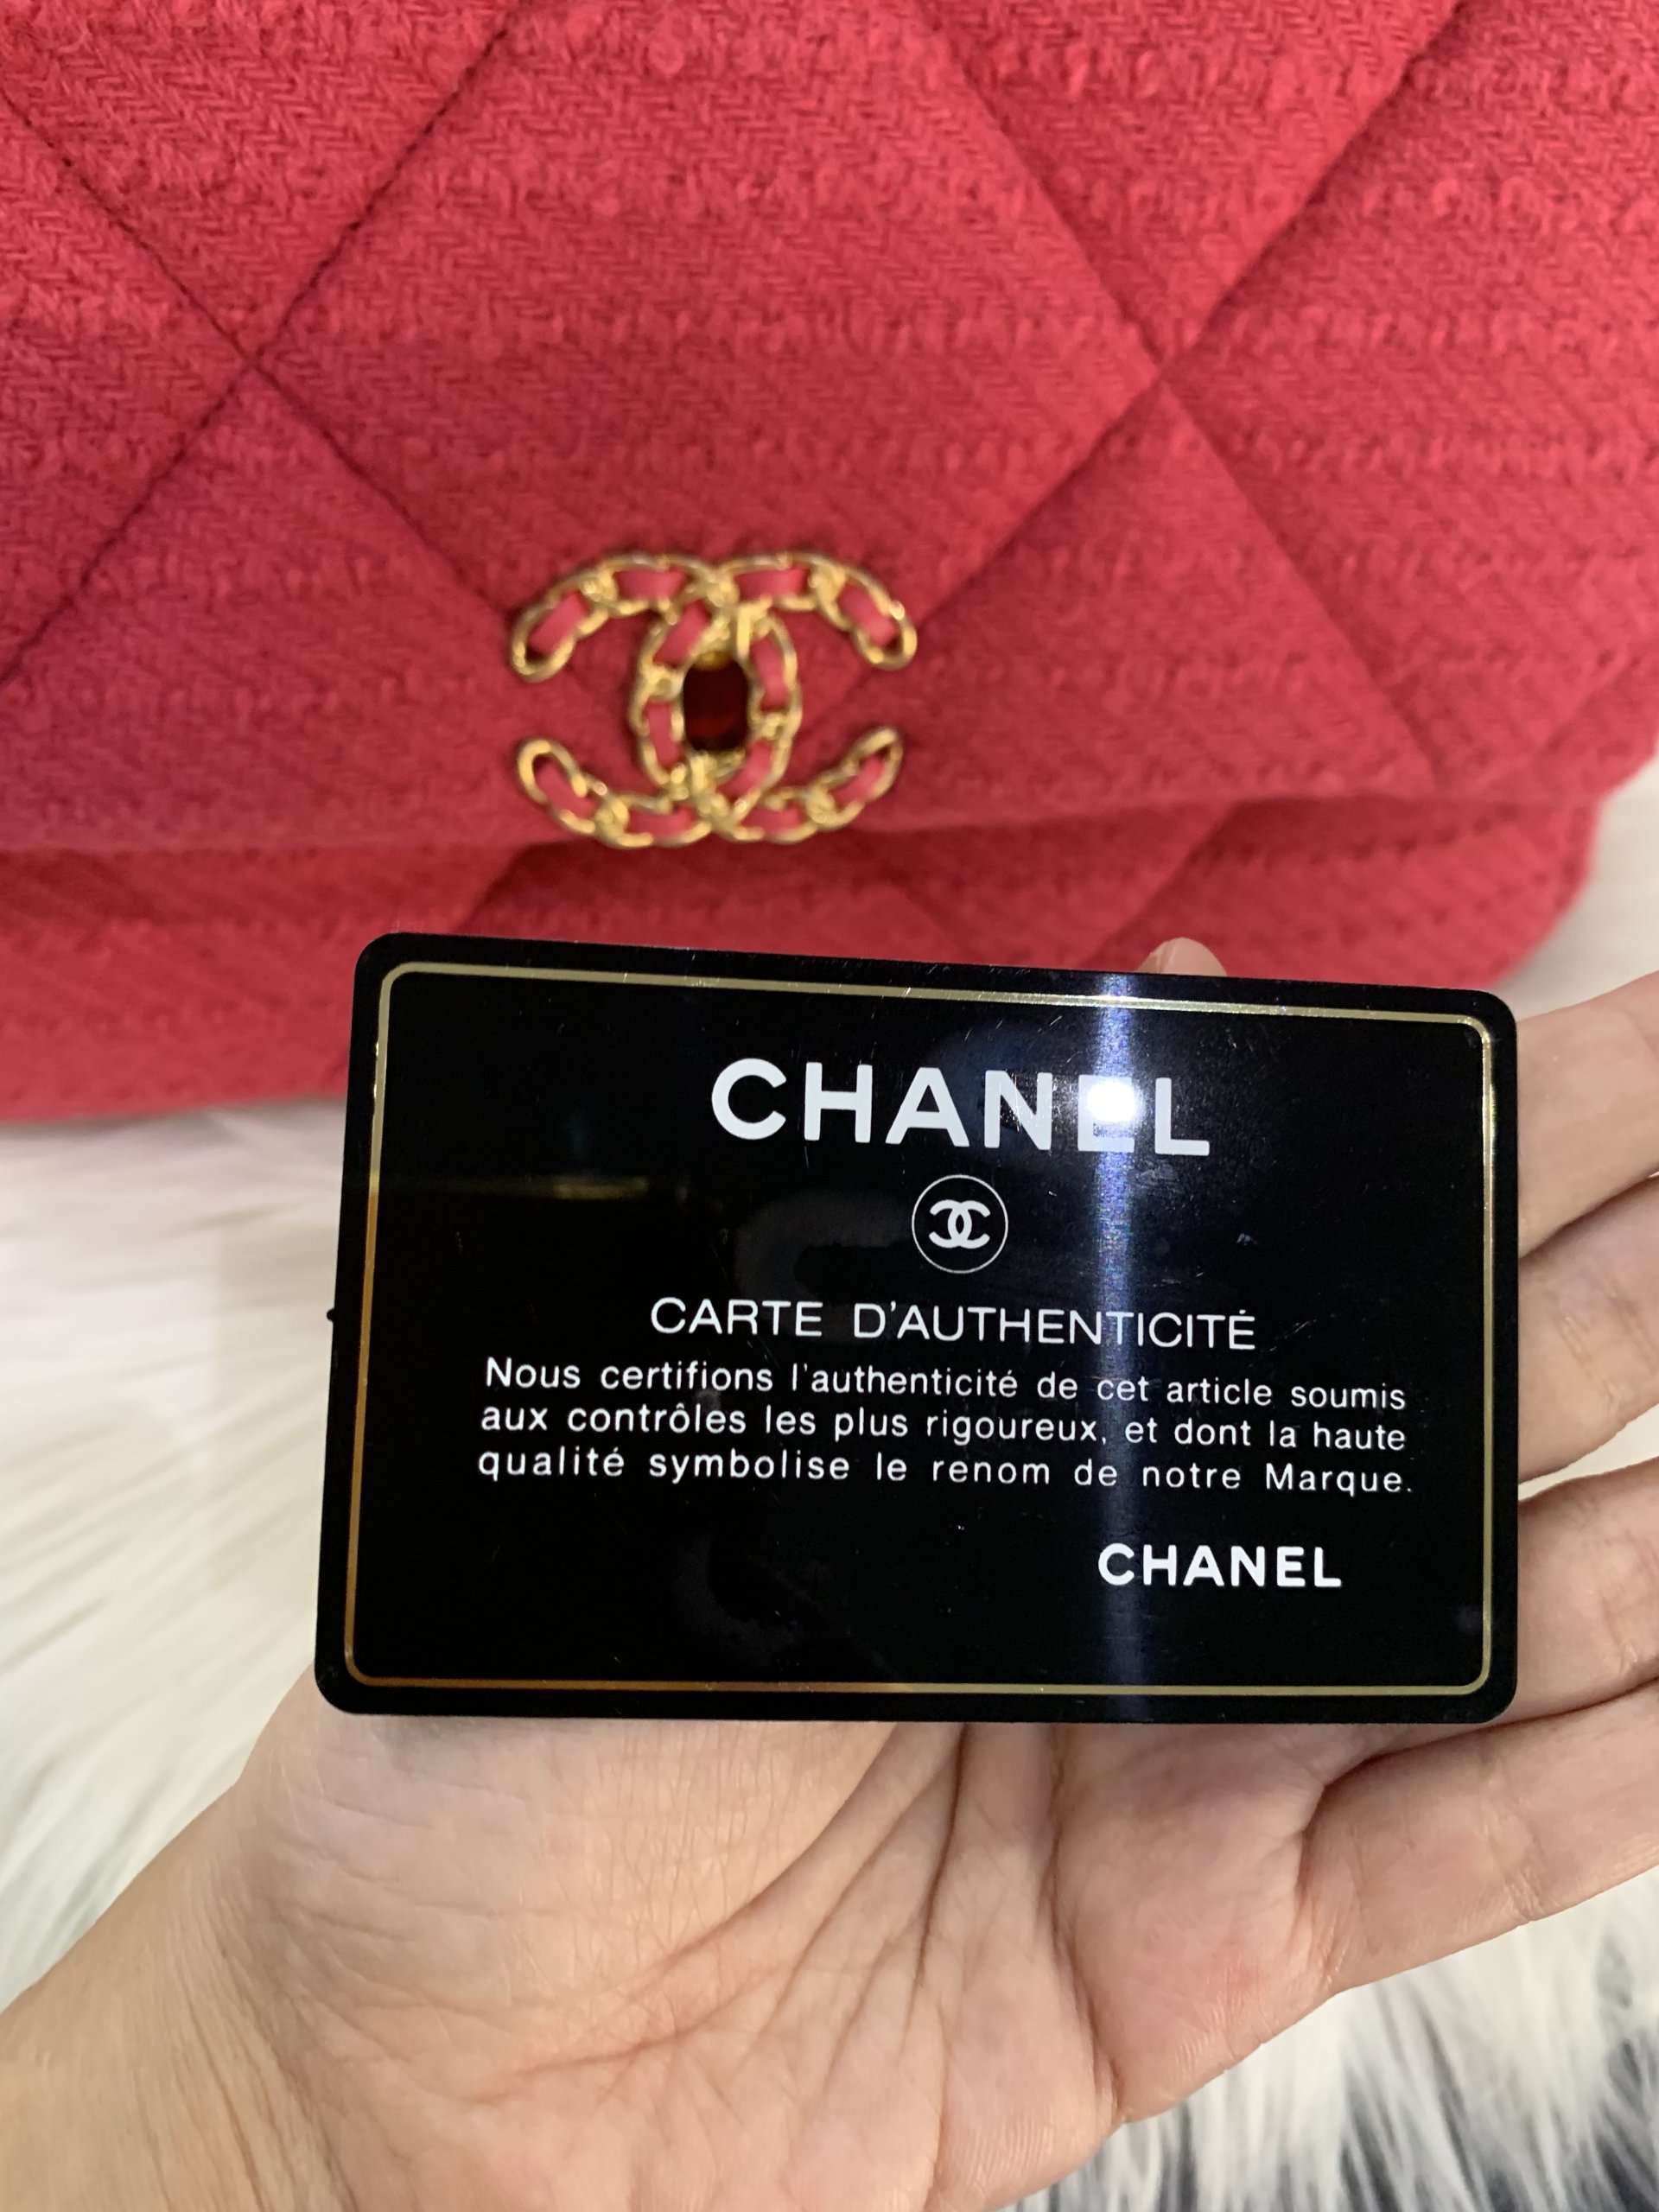 CHANEL
CARTE D'AUTHENTICITÉ
Nous certifions l'authenticité de cet article soumis
aux contrôles les plus rigoureux, et dont la haute
qualité symbolise le renom de notre Marque.
CHANEL